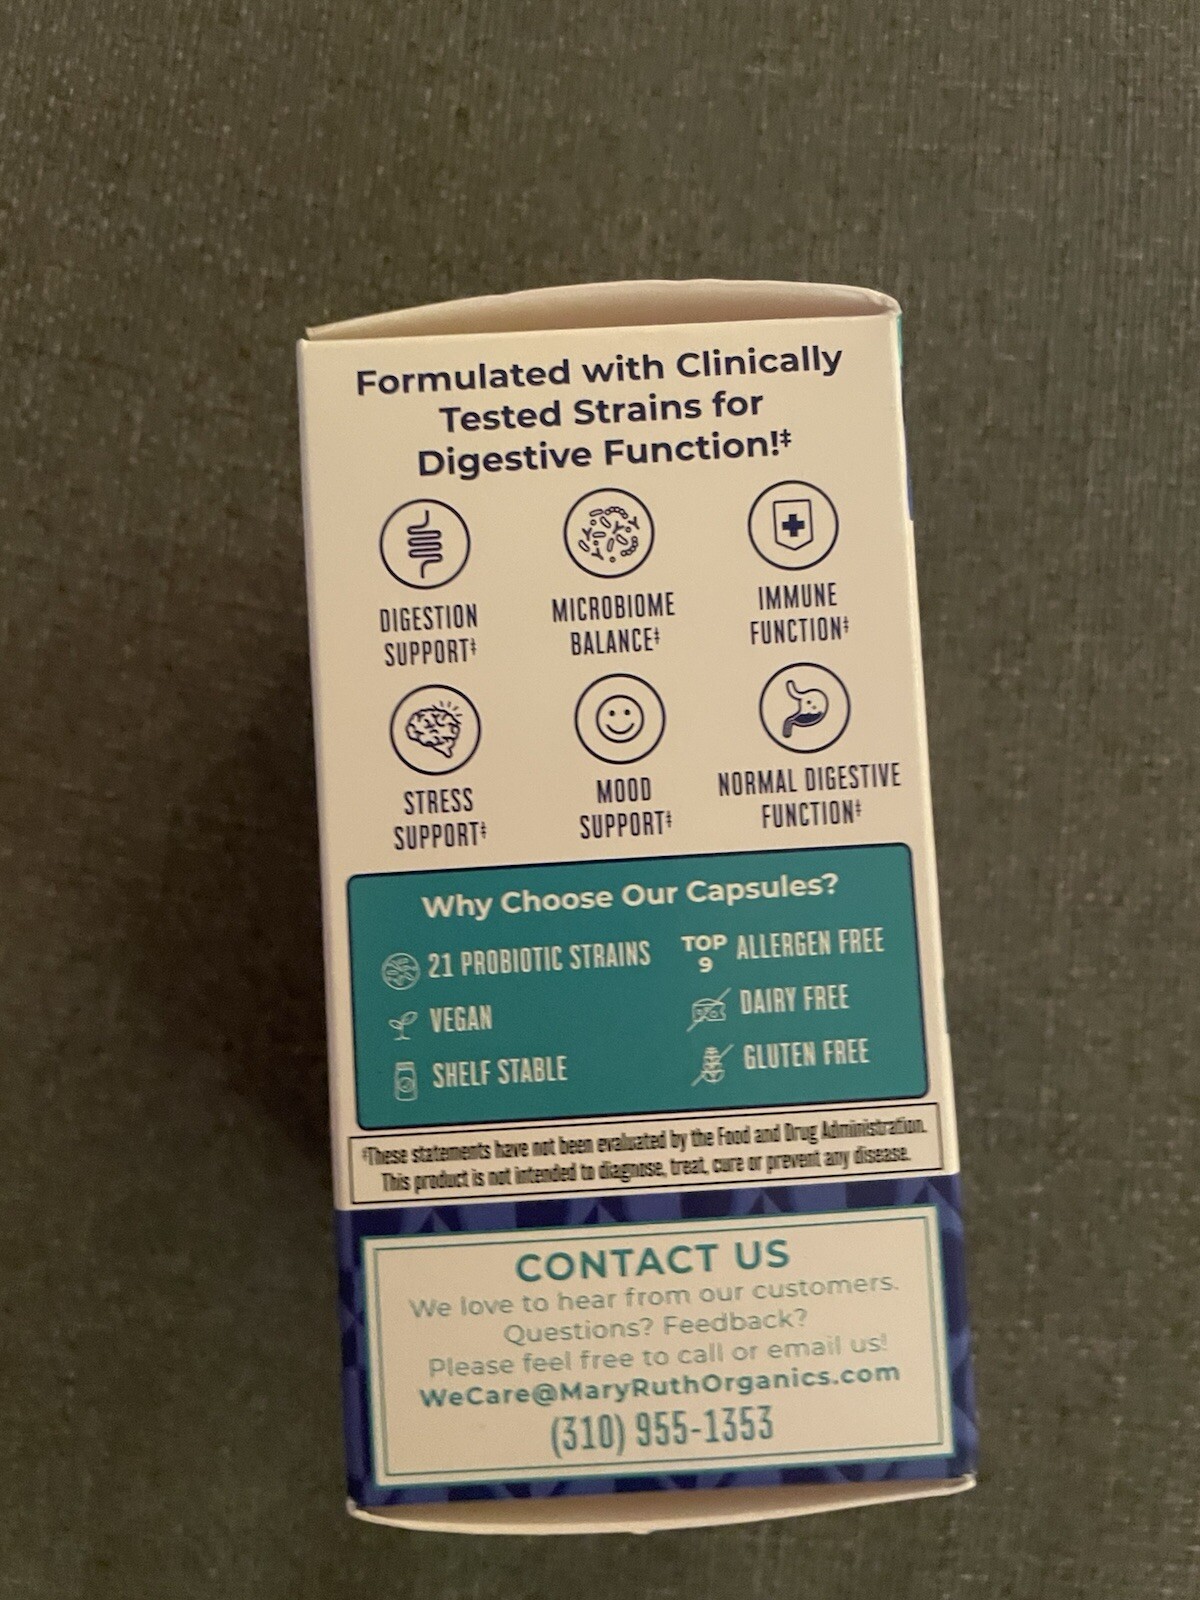 Formulated with Clinically
Tested Strains for
Digestive Function!‡
DIGESTION
SUPPORT‡
MICROBIOME
BALANCE‡
IMMUNE
FUNCTION‡
STRESS
SUPPORT‡
MOOD
SUPPORT‡
NORMAL DIGESTIVE
FUNCTION‡
Why Choose Our Capsules?
21 PROBIOTIC STRAINS
VEGAN
SHELF STABLE
TOP 9 ALLERGEN FREE
DAIRY FREE
GLUTEN FREE
‡These statements have not been evaluated by the Food and Drug Administration.
This product is not intended to diagnose, treat, cure or prevent any disease.
CONTACT US
We love to hear from our customers.
Questions? Feedback?
Please feel free to call or email us!
WeCare@MaryRuthOrganics.com
(310) 955-1353